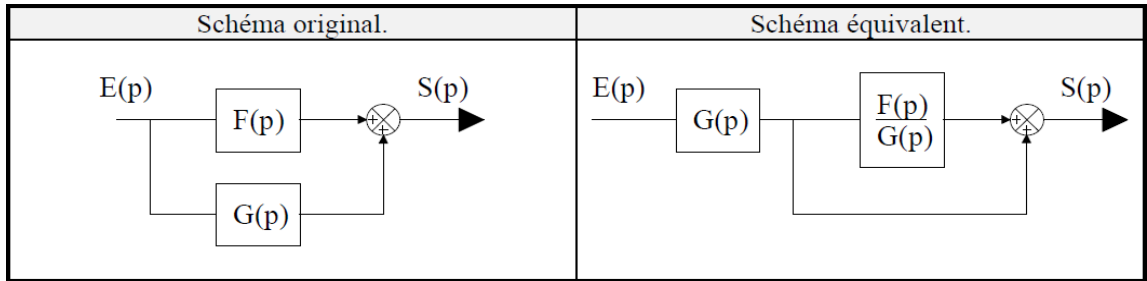 Schéma original.
Schéma équivalent.
E(p)
F(p)
S(p)
+
+
G(p)
E(p)
G(p)
F(p)
G(p)
S(p)
+
+